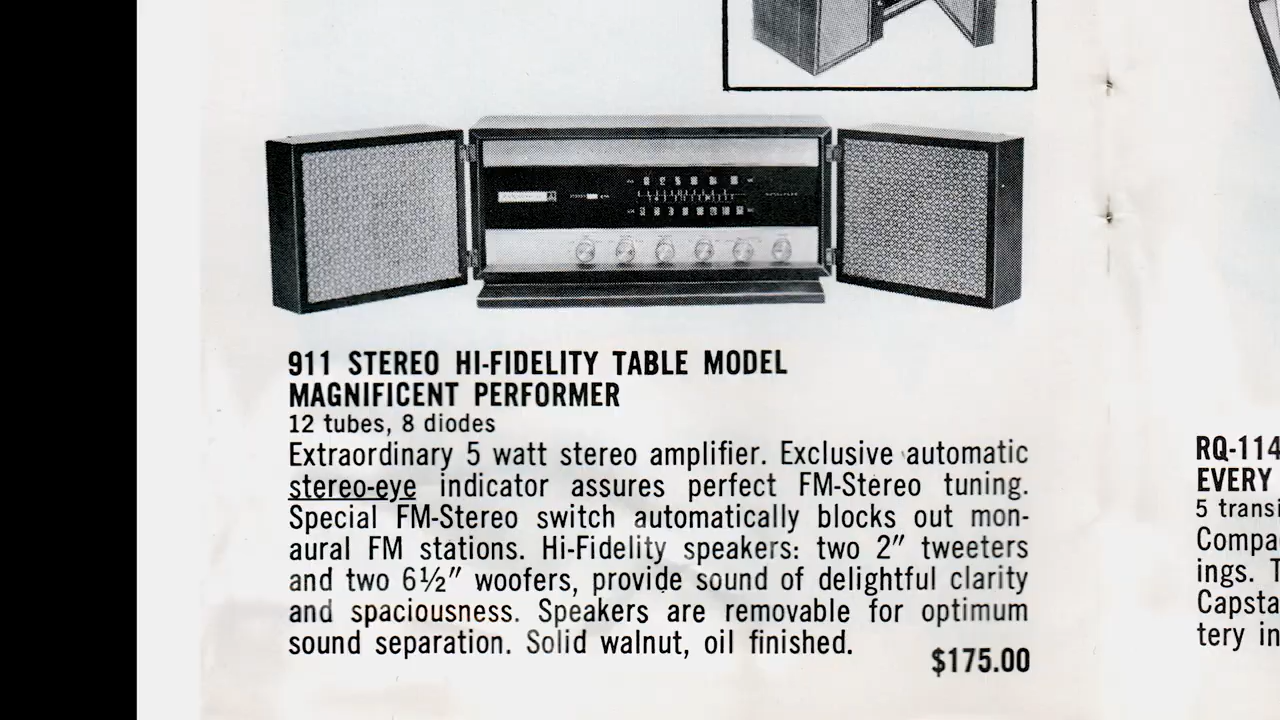 911 STEREO HI-FIDELITY TABLE MODEL
MAGNIFICENT PERFORMER
12 tubes, 8 diodes
Extraordinary 5 watt stereo amplifier. Exclusive automatic
stereo-eye indicator assures perfect FM-Stereo tuning.
Special FM-Stereo switch automatically blocks out mon-
aural FM stations. Hi-Fidelity speakers: two 2″ tweeters
and two 6½″ woofers, provide sound of delightful clarity
and spaciousness. Speakers are removable for optimum
sound separation. Solid walnut, oil finished.
$175.00
RQ-114
EVERY
5 transi
Compa
ings. T
Capsta
tery in